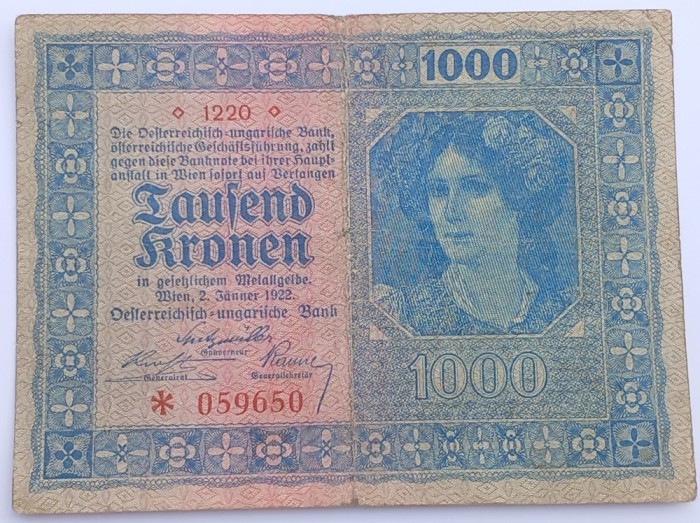 1000
◇ 1220 ◇
Die Oesterreichisch-ungarische Bank,
österreichische Geschäftsführung, zahlt
gegen diese Banknote bei ihrer Haupt-
anstalt in Wien sofort auf Verlangen
Tausend
Kronen
in gesetzlichem Metallgelde.
Wien, 2. Jänner 1922.
Oesterreichisch-ungarische Bank
Gouverneur
Generalrat
Generalsekretär
* 059650
1000